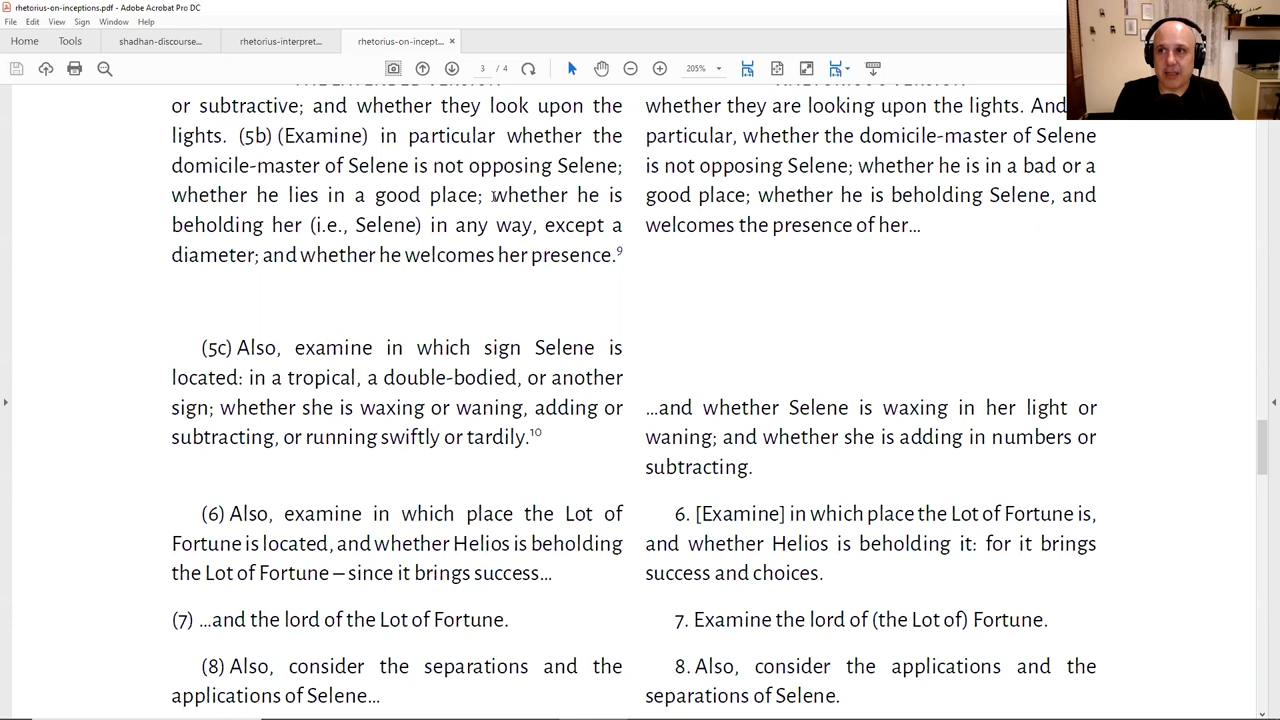 rhetorius-on-inceptions.pdf - Adobe Acrobat Pro DC
File Edit View Sign Window Help
Home Tools shadhan-discourse... rhetorius-interpret... rhetorius-on-incept... ×
3 / 4 205%
or subtractive; and whether they look upon the
lights. (5b) (Examine) in particular whether the
domicile-master of Selene is not opposing Selene;
whether he lies in a good place; whether he is
beholding her (i.e., Selene) in any way, except a
diameter; and whether he welcomes her presence.⁹
(5c) Also, examine in which sign Selene is
located: in a tropical, a double-bodied, or another
sign; whether she is waxing or waning, adding or
subtracting, or running swiftly or tardily.¹⁰
(6) Also, examine in which place the Lot of
Fortune is located, and whether Helios is beholding
the Lot of Fortune – since it brings success...
(7) ...and the lord of the Lot of Fortune.
(8) Also, consider the separations and the
applications of Selene...
whether they are looking upon the lights. And
particular, whether the domicile-master of Selene
is not opposing Selene; whether he is in a bad or a
good place; whether he is beholding Selene, and
welcomes the presence of her...
...and whether Selene is waxing in her light or
waning; and whether she is adding in numbers or
subtracting.
6. [Examine] in which place the Lot of Fortune is,
and whether Helios is beholding it: for it brings
success and choices.
7. Examine the lord of (the Lot of) Fortune.
8. Also, consider the applications and the
separations of Selene.